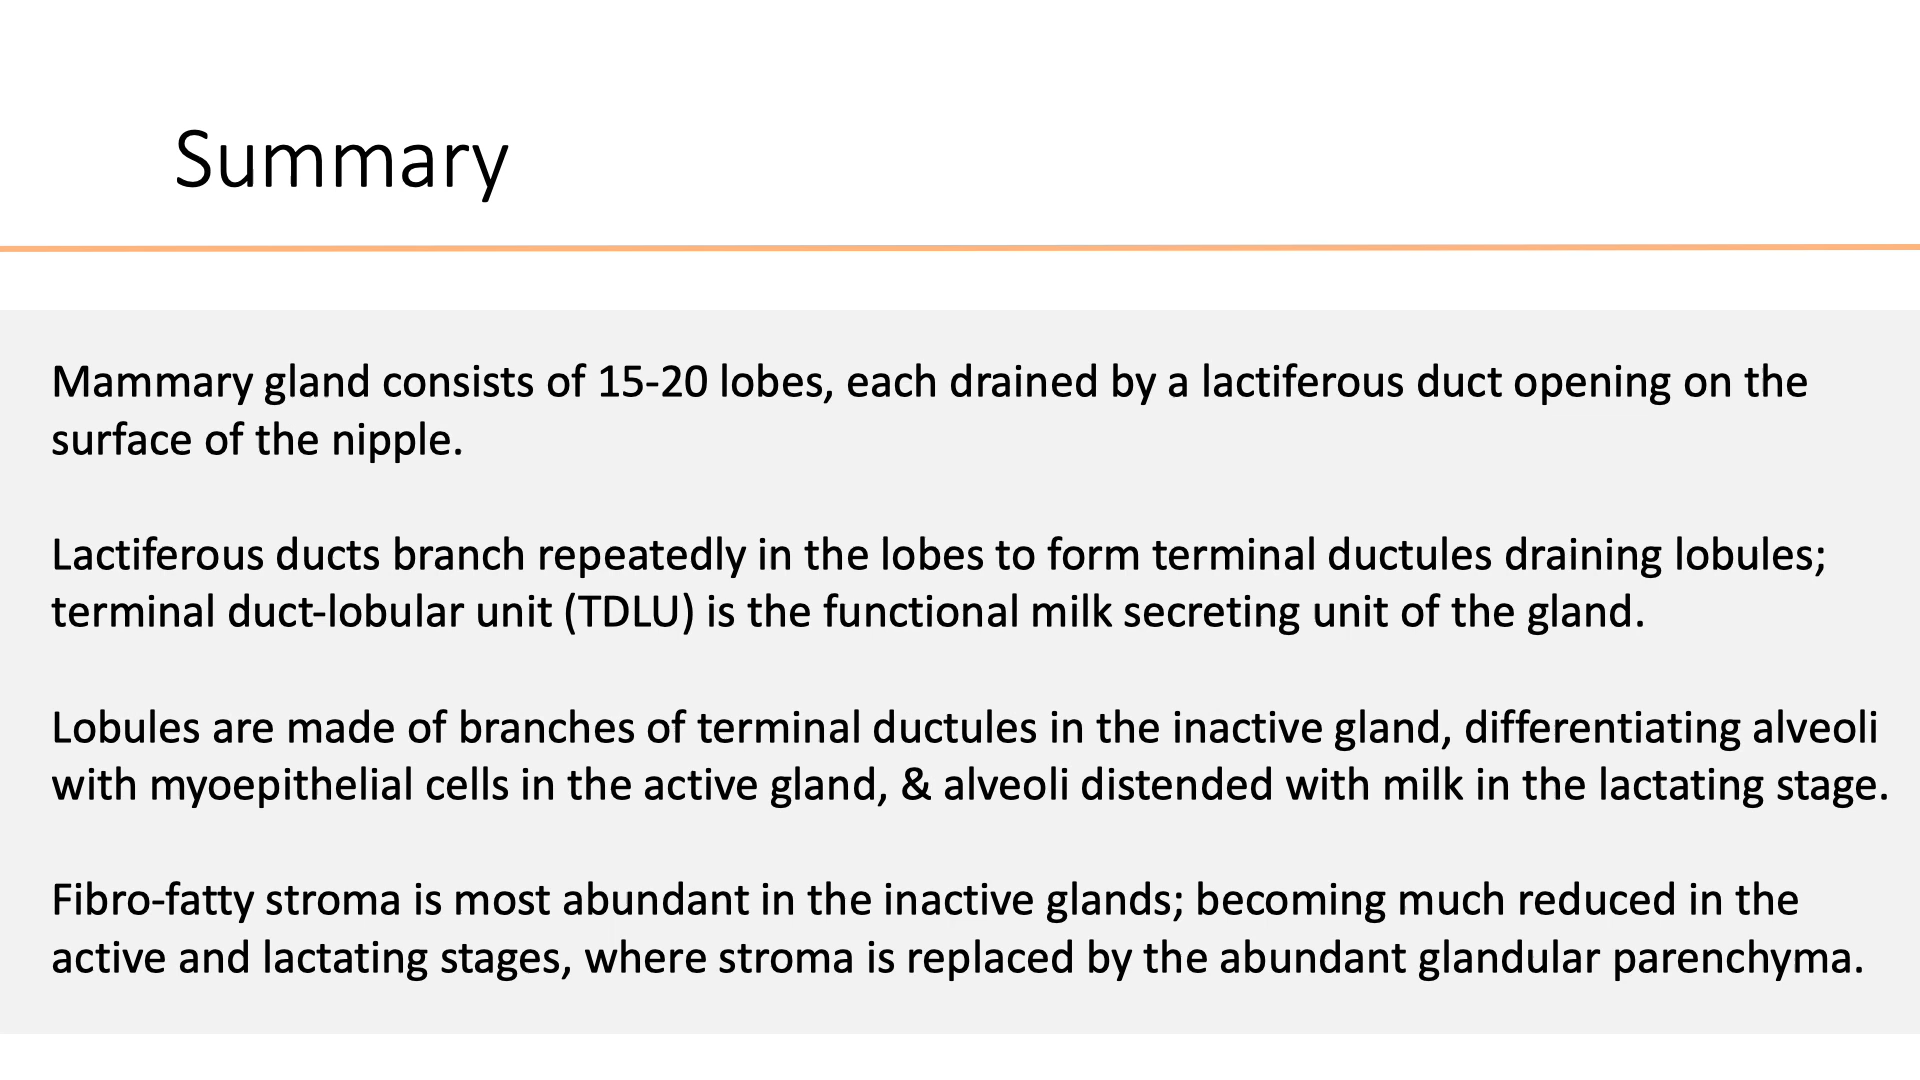 Summary
Mammary gland consists of 15-20 lobes, each drained by a lactiferous duct opening on the
surface of the nipple.
Lactiferous ducts branch repeatedly in the lobes to form terminal ductules draining lobules;
terminal duct-lobular unit (TDLU) is the functional milk secreting unit of the gland.
Lobules are made of branches of terminal ductules in the inactive gland, differentiating alveoli
with myoepithelial cells in the active gland, & alveoli distended with milk in the lactating stage.
Fibro-fatty stroma is most abundant in the inactive glands; becoming much reduced in the
active and lactating stages, where stroma is replaced by the abundant glandular parenchyma.